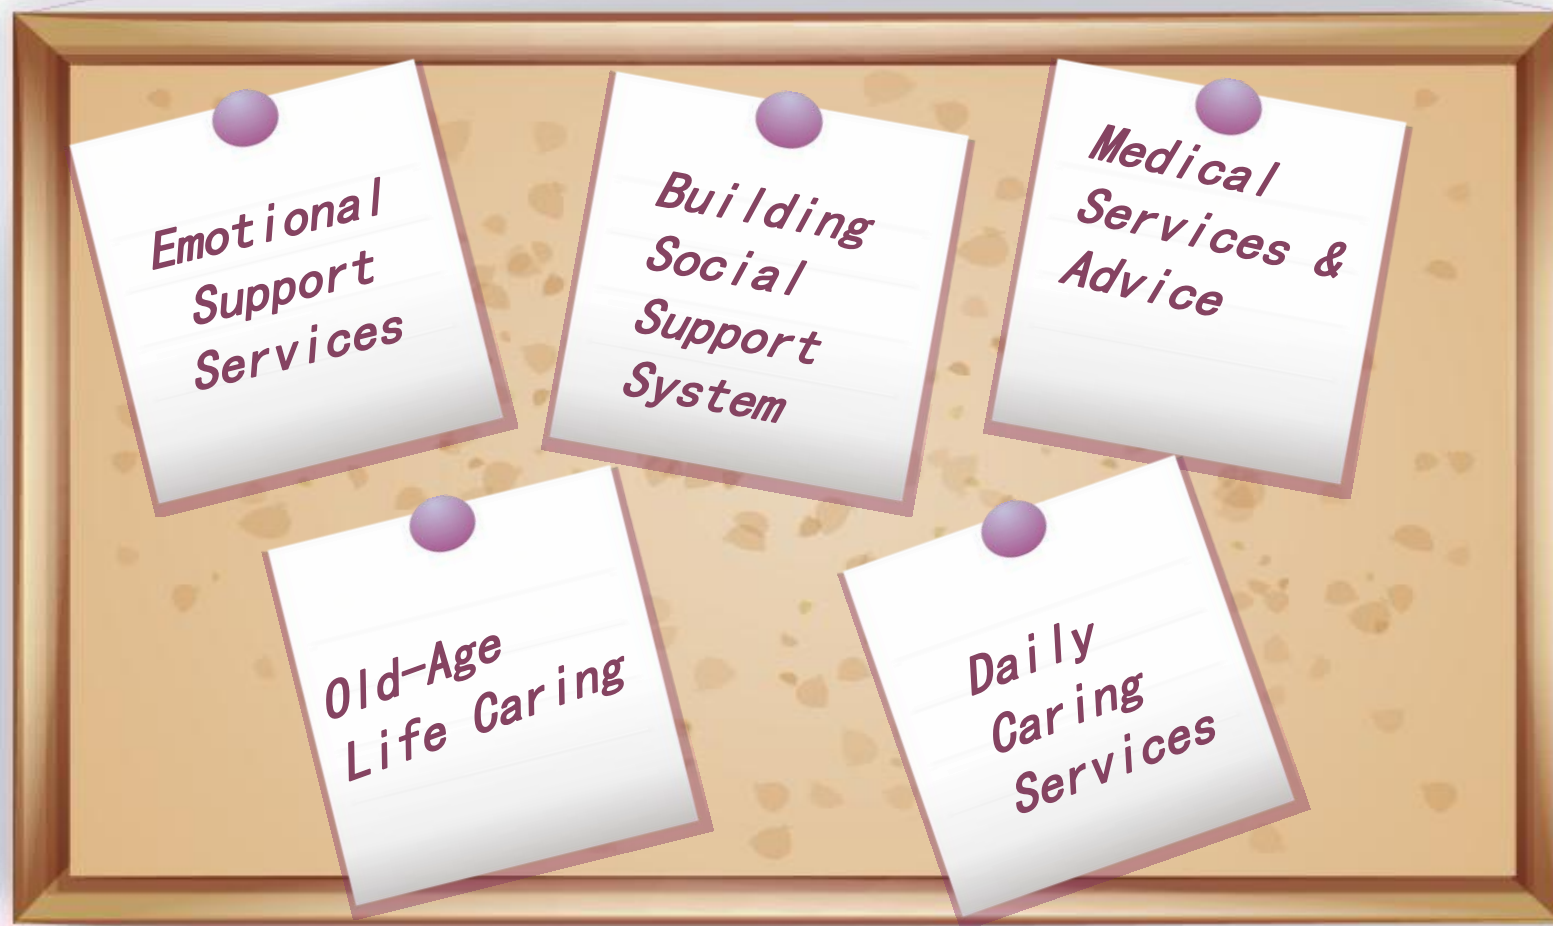 Emotional
Support
Services
Building
Social
Support
System
Medical
Services &
Advice
Old-Age
Life Caring
Daily
Caring
Services